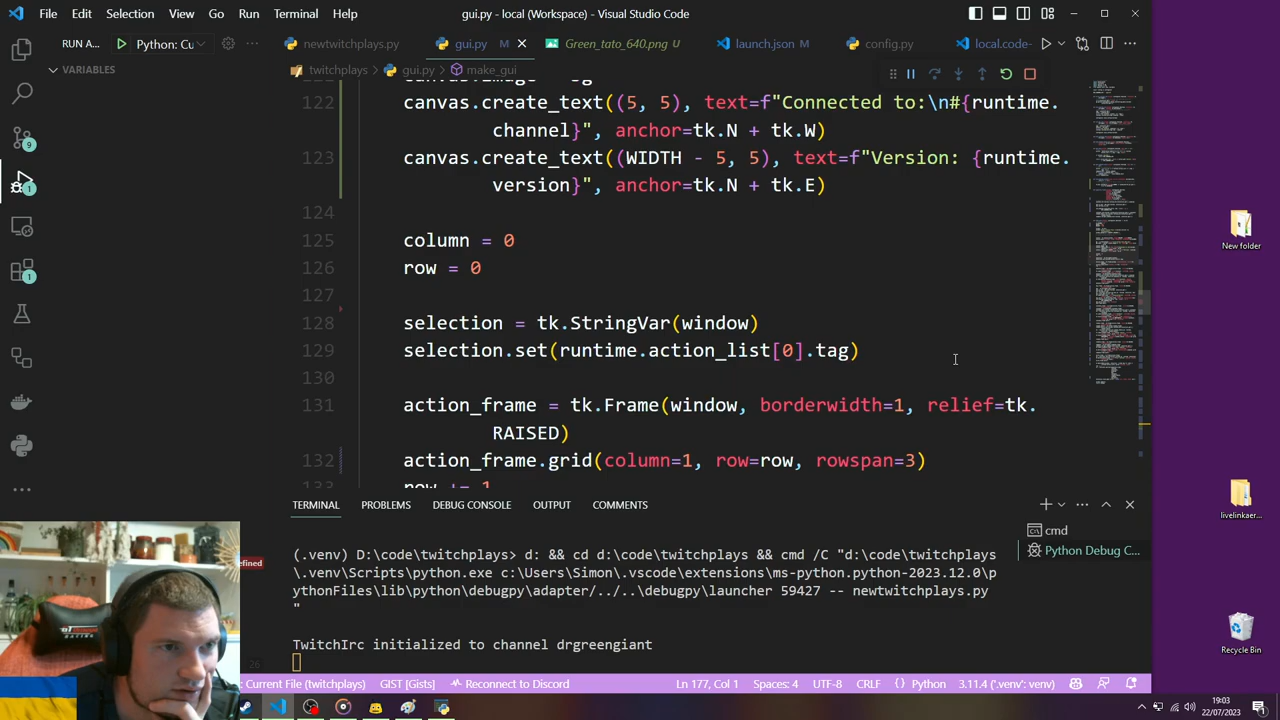 File Edit Selection View Go Run Terminal Help
gui.py - local (Workspace) - Visual Studio Code
RUN A... Python: Cu
newtwitchplays.py
gui.py M
Green_tato_640.png U
launch.json M
config.py
local.code-
VARIABLES
twitchplays > gui.py > make_gui
122 canvas.create_text((5, 5), text=f"Connected to:\n#{runtime.
channel}", anchor=tk.N + tk.W)
123 canvas.create_text((WIDTH - 5, 5), text=f"Version: {runtime.
version}", anchor=tk.N + tk.E)
124
125 column = 0
126 row = 0
127
128 selection = tk.StringVar(window)
129 selection.set(runtime.action_list[0].tag)
130
131 action_frame = tk.Frame(window, borderwidth=1, relief=tk.
RAISED)
132 action_frame.grid(column=1, row=row, rowspan=3)
133 row += 1
9
1
1
TERMINAL PROBLEMS DEBUG CONSOLE OUTPUT COMMENTS
cmd
Python Debug C...
(.venv) D:\code\twitchplays> d: && cd d:\code\twitchplays && cmd /C "d:\code\twitchplays
\.venv\Scripts\python.exe c:\Users\Simon\.vscode\extensions\ms-python.python-2023.12.0\p
ythonFiles\lib\python\debugpy\adapter/../..\debugpy\launcher 59427 -- newtwitchplays.py
"
TwitchIrc initialized to channel drgreengiant
efined
26
: Current File (twitchplays) GIST [Gists] Reconnect to Discord Ln 177, Col 1 Spaces: 4 UTF-8 CRLF Python 3.11.4 ('.venv': venv)
New folder
livelinkaer...
Recycle Bin
19:03
22/07/2023
1